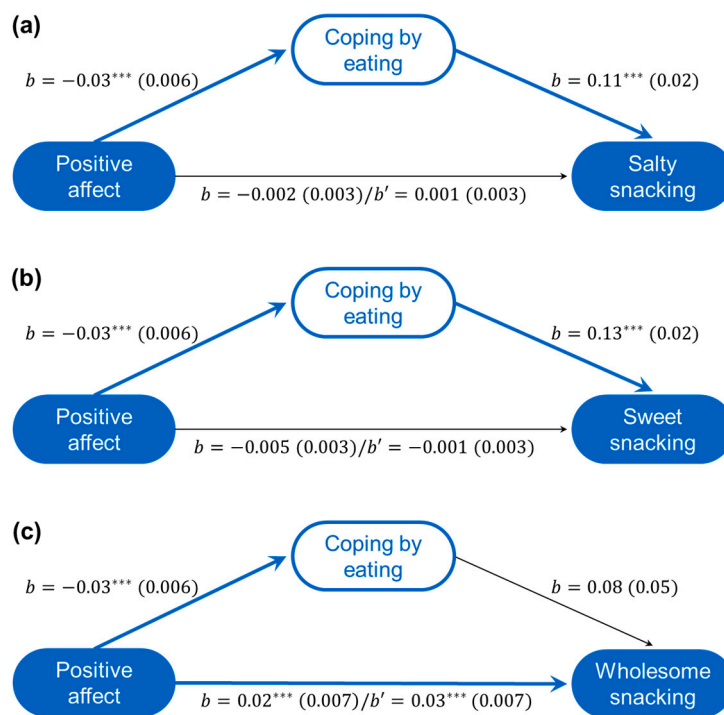 (a)
Coping by
eating
b = −0.03*** (0.006)
b = 0.11*** (0.02)
Positive
affect
Salty
snacking
b = −0.002 (0.003)/b′ = 0.001 (0.003)
(b)
Coping by
eating
b = −0.03*** (0.006)
b = 0.13*** (0.02)
Positive
affect
Sweet
snacking
b = −0.005 (0.003)/b′ = −0.001 (0.003)
(c)
Coping by
eating
b = −0.03*** (0.006)
b = 0.08 (0.05)
Positive
affect
Wholesome
snacking
b = 0.02*** (0.007)/b′ = 0.03*** (0.007)